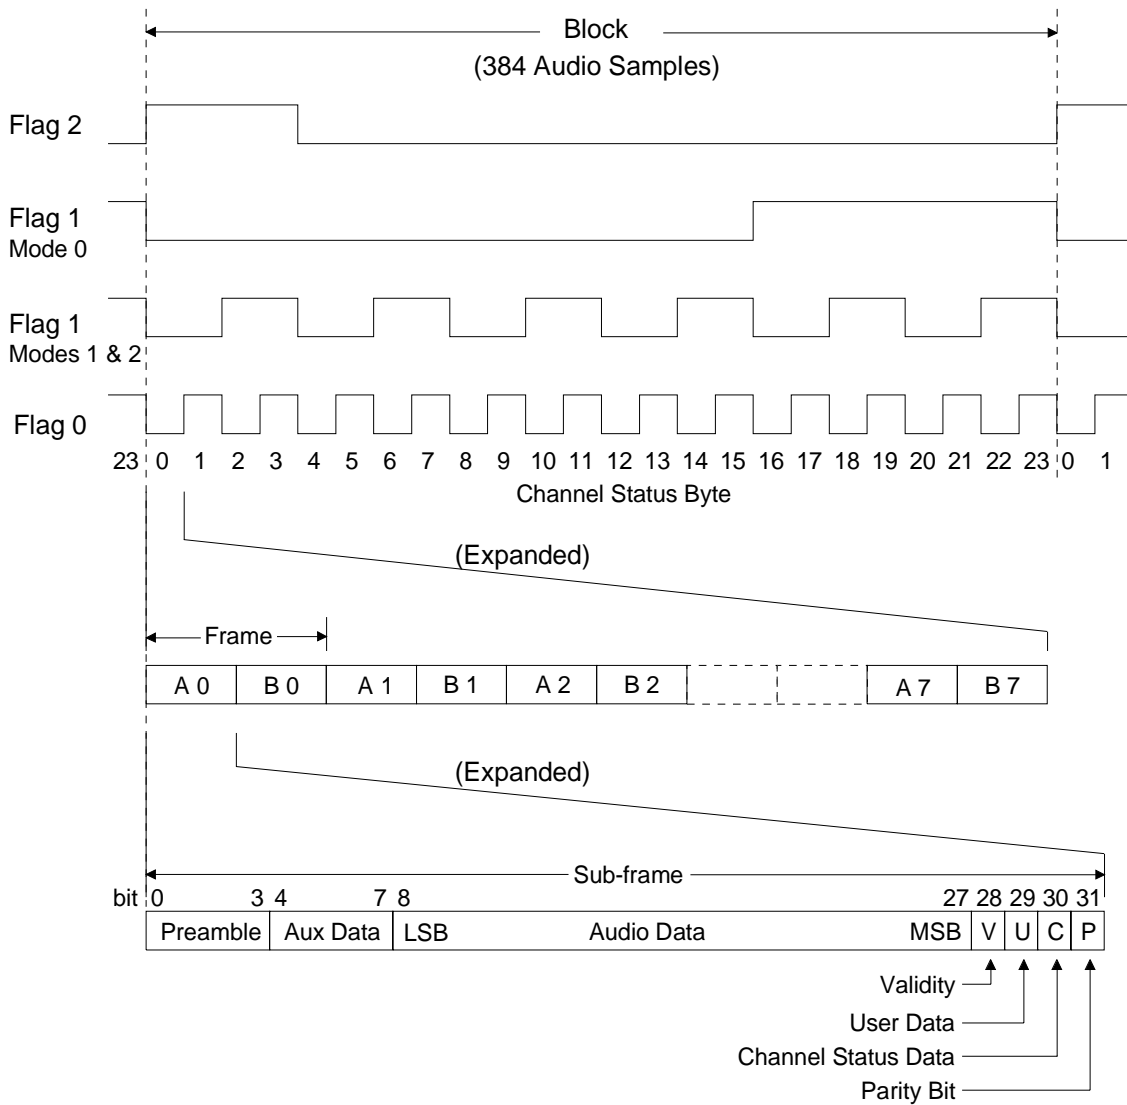 Block
(384 Audio Samples)
Flag 2
Flag 1
Mode 0
Flag 1
Modes 1 & 2
Flag 0
23 0 1 2 3 4 5 6 7 8 9 10 11 12 13 14 15 16 17 18 19 20 21 22 23 0 1
Channel Status Byte
(Expanded)
Frame
A 0 B 0 A 1 B 1 A 2 B 2 A 7 B 7
(Expanded)
Sub-frame
bit 0 3 4 7 8 27 28 29 30 31
Preamble Aux Data LSB Audio Data MSB V U C P
Validity
User Data
Channel Status Data
Parity Bit